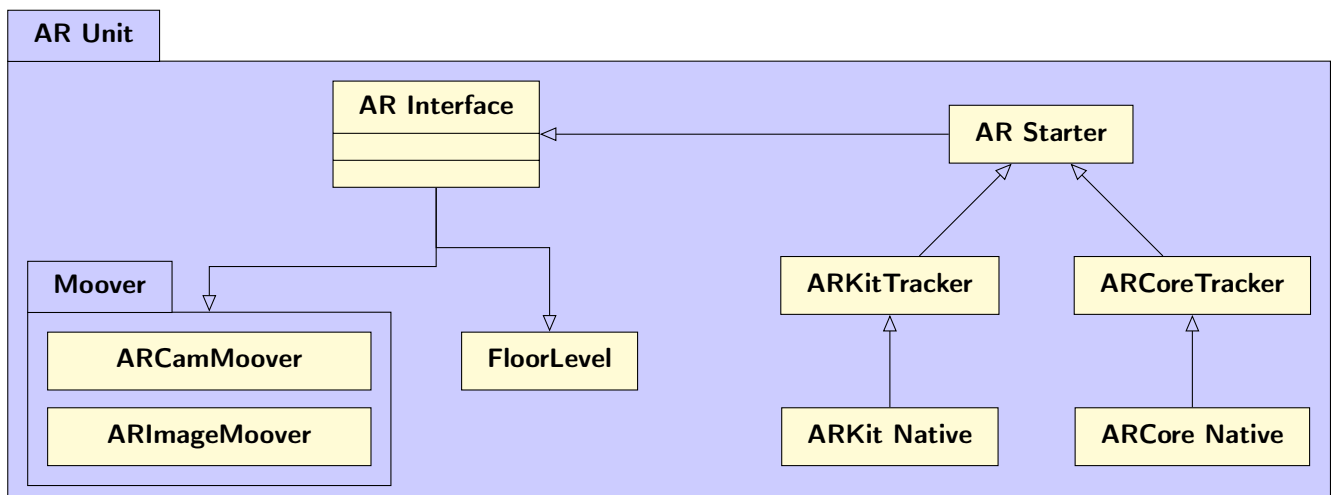 AR Unit
AR Interface
AR Starter
Moover
ARKitTracker
ARCoreTracker
ARCamMoover
FloorLevel
ARImageMoover
ARKit Native
ARCore Native